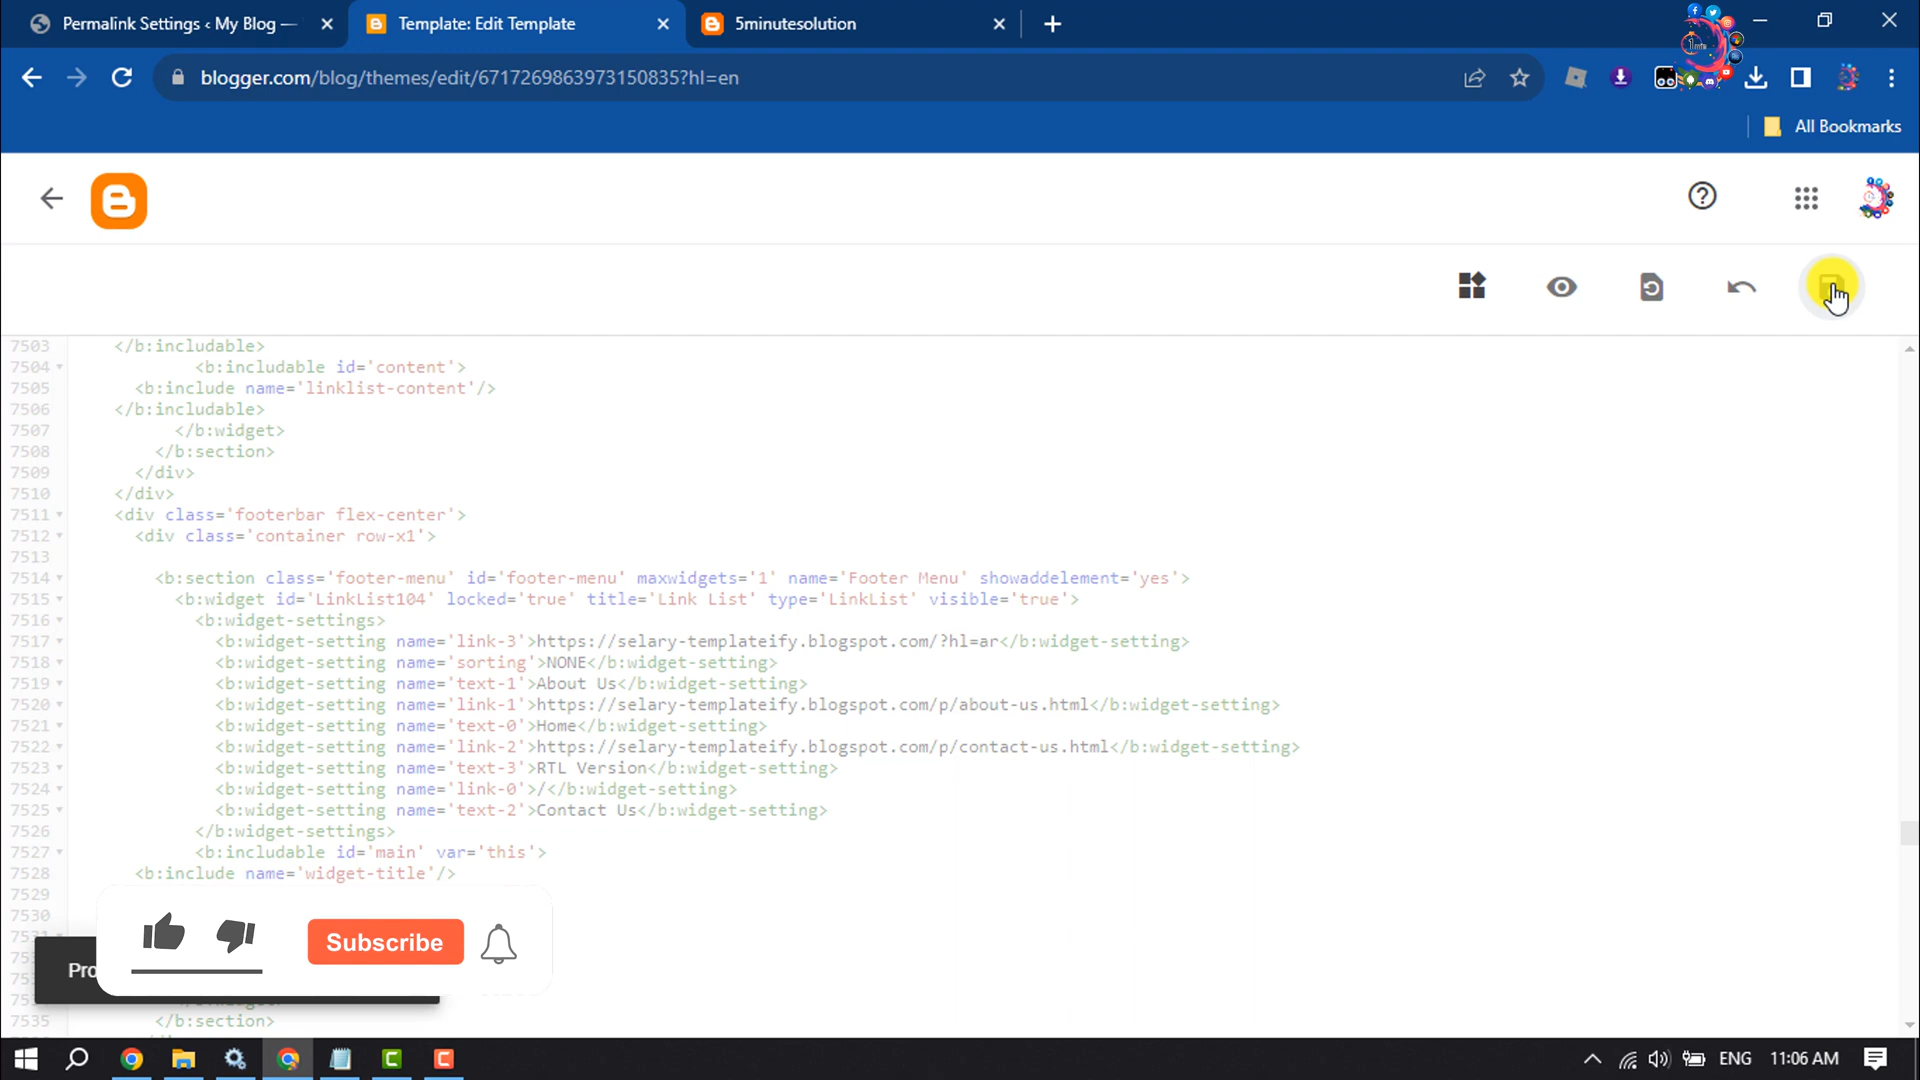 Permalink Settings ‹ My Blog —
Template: Edit Template
5minutesolution
blogger.com/blog/themes/edit/6717269863973150835?hl=en
All Bookmarks
7503 </b:includable>
7504 <b:includable id='content'>
7505 <b:include name='linklist-content'/>
7506 </b:includable>
7507 </b:widget>
7508 </b:section>
7509 </div>
7510 </div>
7511 <div class='footerbar flex-center'>
7512 <div class='container row-x1'>
7513
7514 <b:section class='footer-menu' id='footer-menu' maxwidgets='1' name='Footer Menu' showaddelement='yes'>
7515 <b:widget id='LinkList104' locked='true' title='Link List' type='LinkList' visible='true'>
7516 <b:widget-settings>
7517 <b:widget-setting name='link-3'>https://selary-templateify.blogspot.com/?hl=ar</b:widget-setting>
7518 <b:widget-setting name='sorting'>NONE</b:widget-setting>
7519 <b:widget-setting name='text-1'>About Us</b:widget-setting>
7520 <b:widget-setting name='link-1'>https://selary-templateify.blogspot.com/p/about-us.html</b:widget-setting>
7521 <b:widget-setting name='text-0'>Home</b:widget-setting>
7522 <b:widget-setting name='link-2'>https://selary-templateify.blogspot.com/p/contact-us.html</b:widget-setting>
7523 <b:widget-setting name='text-3'>RTL Version</b:widget-setting>
7524 <b:widget-setting name='link-0'>/</b:widget-setting>
7525 <b:widget-setting name='text-2'>Contact Us</b:widget-setting>
7526 </b:widget-settings>
7527 <b:includable id='main' var='this'>
7528 <b:include name='widget-title'/>
7529
7530
Subscribe
7535 </b:section>
ENG 11:06 AM